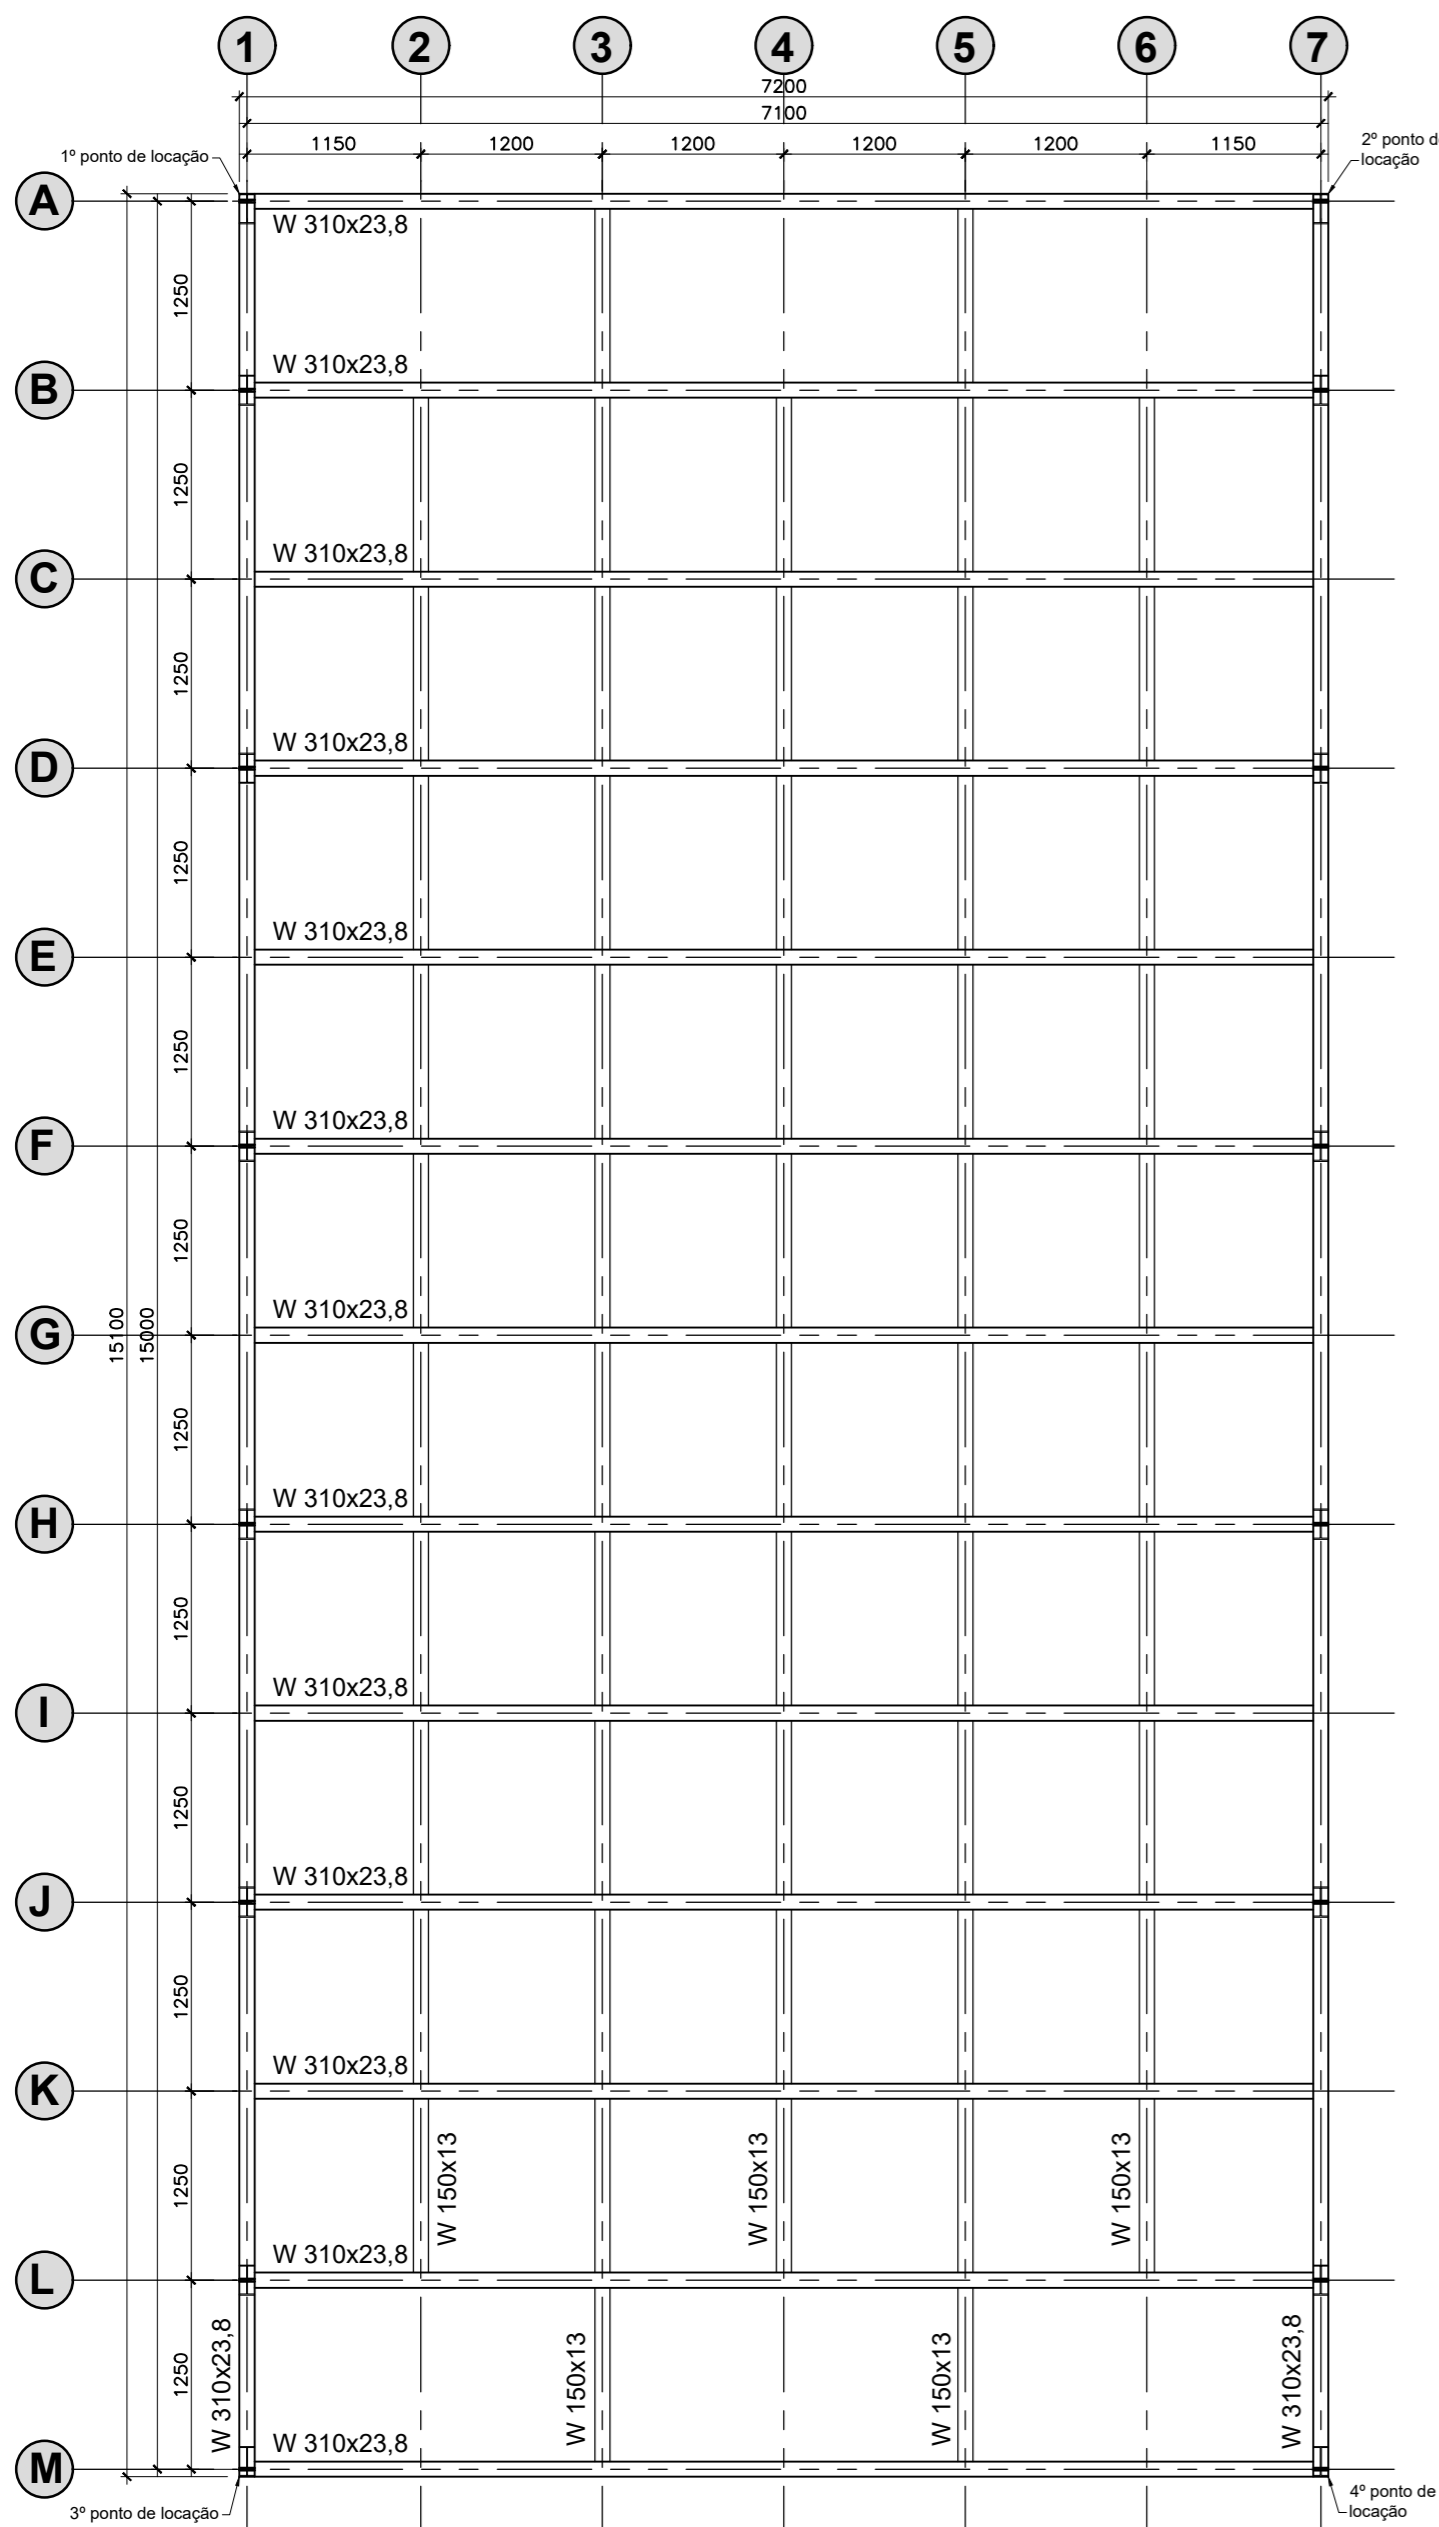 1 2 3 4 5 6 7
7200
7100
1150 1200 1200 1200 1200 1150
1º ponto de locação
2º ponto d
locação
A
W 310x23,8
1250
W 310x23,8
B
1250
W 310x23,8
C
1250
W 310x23,8
D
1250
W 310x23,8
E
1250
W 310x23,8
F
1250
W 310x23,8
G
15100
15000
1250
W 310x23,8
H
1250
W 310x23,8
I
1250
W 310x23,8
J
1250
W 310x23,8
K
1250
W 150x13
W 150x13
W 150x13
W 310x23,8
L
1250
W 310x23,8
W 150x13
W 150x13
W 310x23,8
W 310x23,8
M
3º ponto de locação
4º ponto de
locação